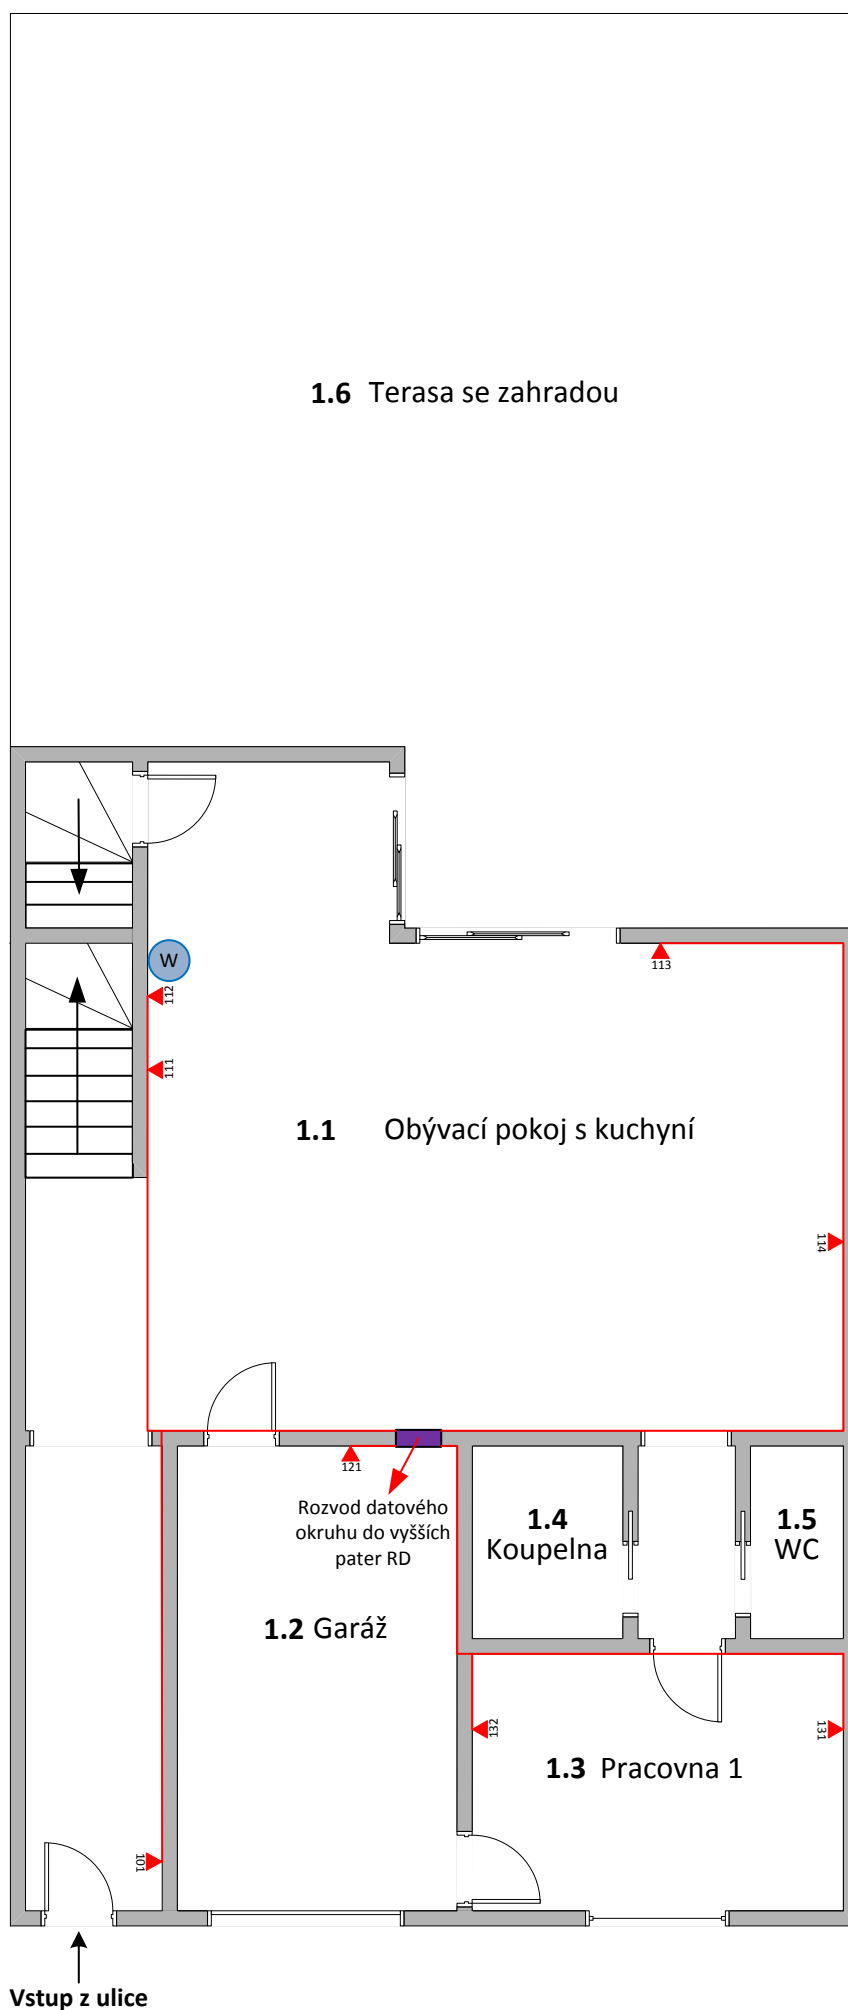 1.6 Terasa se zahradou
W
113
112
111
1.1 Obývací pokoj s kuchyní
114
121
Rozvod datového
okruhu do vyšších
pater RD
1.4
Koupelna
1.5
WC
1.2 Garáž
132
131
1.3 Pracovna 1
101
Vstup z ulice